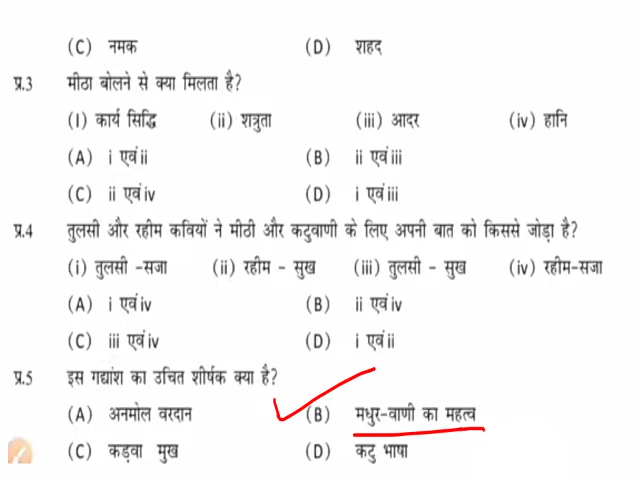 (C) नमक (D) शहद
प्र.3 मीठा बोलने से क्या मिलता है?
(I) कार्य सिद्धि (ii) शत्रुता (iii) आदर (iv) हानि
(A) i एवंii (B) ii एवंiii
(C) ii एवंiv (D) i एवंiii
प्र.4 तुलसी और रहीम कवियों ने मीठी और कटुवाणी के लिए अपनी बात को किससे जोड़ा है?
(i) तुलसी -सजा (ii) रहीम - सुख (iii) तुलसी - सुख (iv) रहीम-सजा
(A) i एवंiv (B) ii एवंiv
(C) iii एवंiv (D) i एवंii
प्र.5 इस गद्यांश का उचित शीर्षक क्या है?
(A) अनमोल वरदान (B) मधुर-वाणी का महत्व
(C) कड़वा मुख (D) कटु भाषा